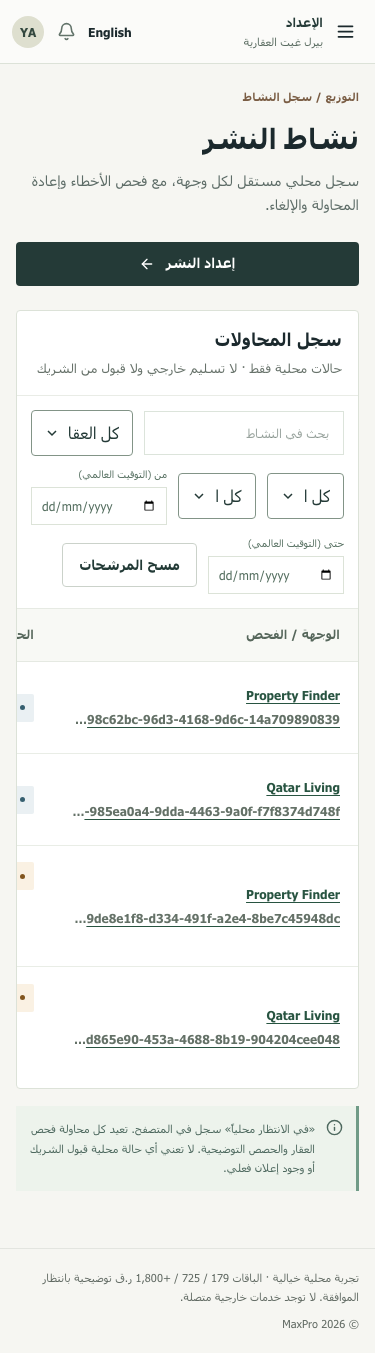 الإعداد
بيرل غيت العقارية
English
YA
التوزيع / سجل النشاط
نشاط النشر
سجل محلي مستقل لكل وجهة، مع فحص الأخطاء وإعادة
المحاولة والإلغاء.
إعداد النشر
سجل المحاولات
حالات محلية فقط · لا تسليم خارجي ولا قبول من الشريك
بحث في النشاط
كل العقا
كل ا
كل ا
من (التوقيت العالمي)
dd/mm/yyyy
حتى (التوقيت العالمي)
dd/mm/yyyy
مسح المرشحات
الوجهة / الفحص
الح
Property Finder
98c62bc-96d3-4168-9d6c-14a709890839...
Qatar Living
-985ea0a4-9dda-4463-9a0f-f7f8374d748f...
Property Finder
9de8e1f8-d334-491f-a2e4-8be7c45948dc...
Qatar Living
d865e90-453a-4688-8b19-904204cee048...
«في الانتظار محلياً» سجل في المتصفح. تعيد كل محاولة فحص
العقار والحصص التوضيحية. لا تعني أي حالة محلية قبول الشريك
أو وجود إعلان فعلي.
تجربة محلية خيالية · الباقات 179 / 725 / +1,800 ر.ق توضيحية بانتظار
الموافقة. لا توجد خدمات خارجية متصلة.
© 2026 MaxPro